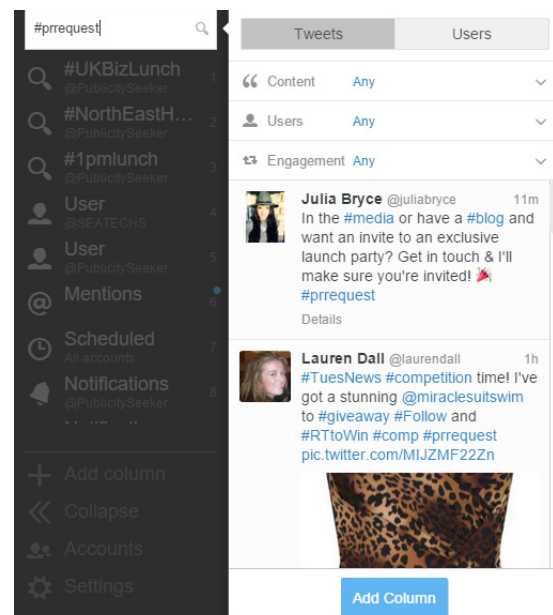 #prrequest
#UKBizLunch 1
@PublicitySeeker
#NorthEastH... 2
@PublicitySeeker
#1pmlunch 3
@PublicitySeeker
User 4
@SEATECHS
User 5
@PublicitySeeker
Mentions 6
Scheduled 7
All accounts
Notifications 8
@PublicitySeeker
Add column
Collapse
Accounts
Settings
Tweets Users
Content Any
Users Any
Engagement Any
Julia Bryce @juliabryce 11m
In the #media or have a #blog and
want an invite to an exclusive
launch party? Get in touch & I'll
make sure you're invited! 🎉
#prrequest
Details
Lauren Dall @laurendall 1h
#TuesNews #competition time! I've
got a stunning @miraclesuitswim
to #giveaway #Follow and
#RTtoWin #comp #prrequest
pic.twitter.com/MIJZMF22Zn
Add Column